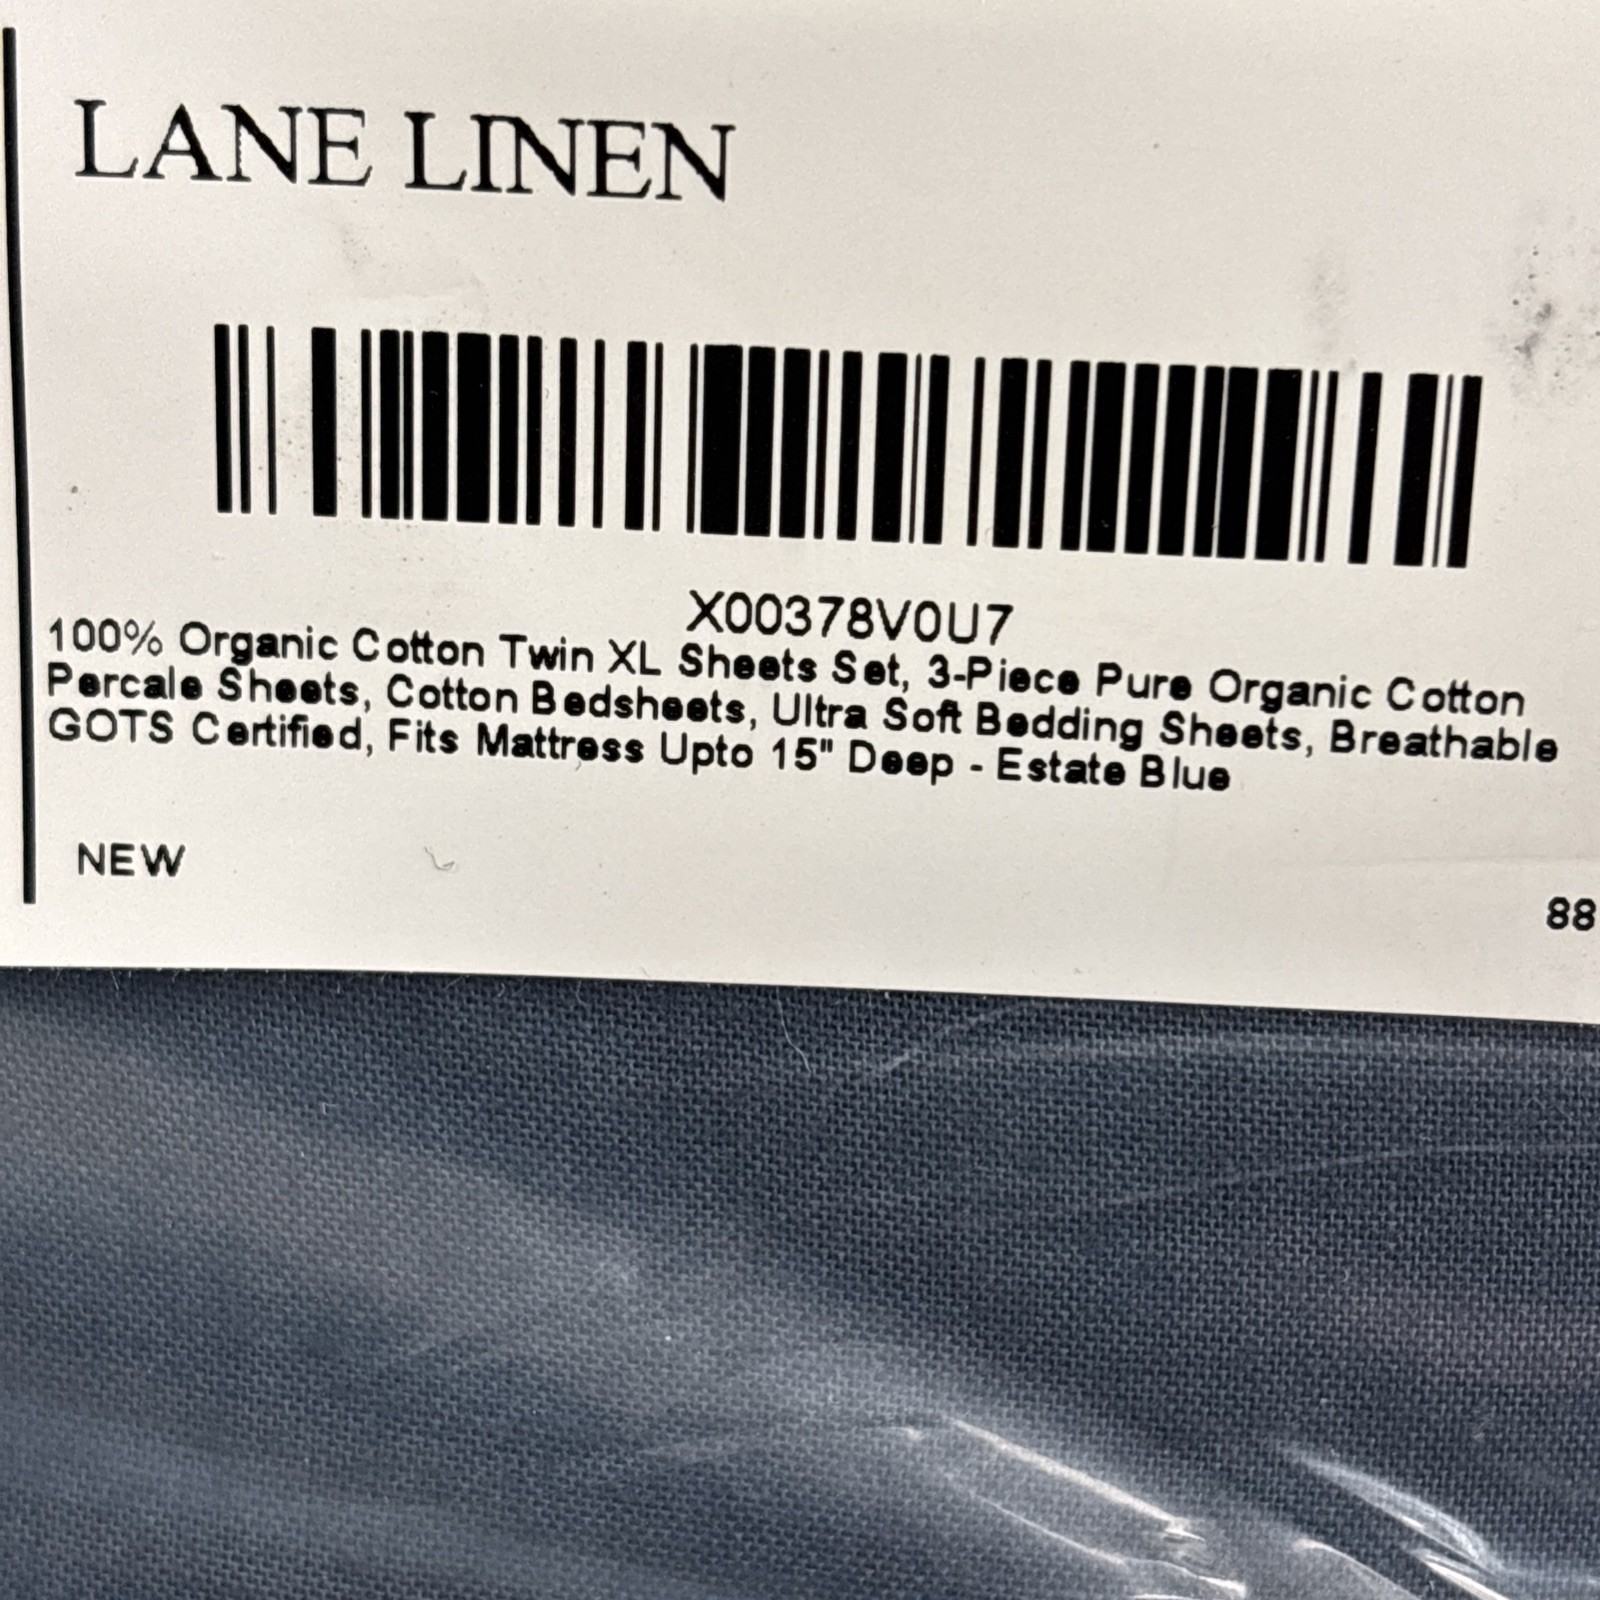 LANE LINEN
X00378V0U7
100% Organic Cotton Twin XL Sheets Set, 3-Piece Pure Organic Cotton
Percale Sheets, Cotton Bedsheets, Ultra Soft Bedding Sheets, Breathable
GOTS Certified, Fits Mattress Upto 15" Deep - Estate Blue
NEW
88